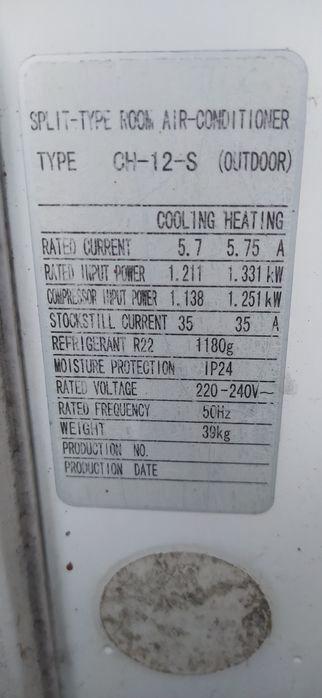 SPLIT-TYPE ROOM AIR-CONDITIONER
TYPE CH-12-S (OUTDOOR)
COOLING HEATING
RATED CURRENT 5.7 5.75 A
RATED INPUT POWER 1.211 1.331 kW
COMPRESSOR INPUT POWER 1.138 1.251 kW
STOCKSTILL CURRENT 35 35 A
REFRIGERANT R22 1180g
MOISTURE PROTECTION IP24
RATED VOLTAGE 220-240V~
RATED FREQUENCY 50Hz
WEIGHT 39kg
PRODUCTION NO.
PRODUCTION DATE